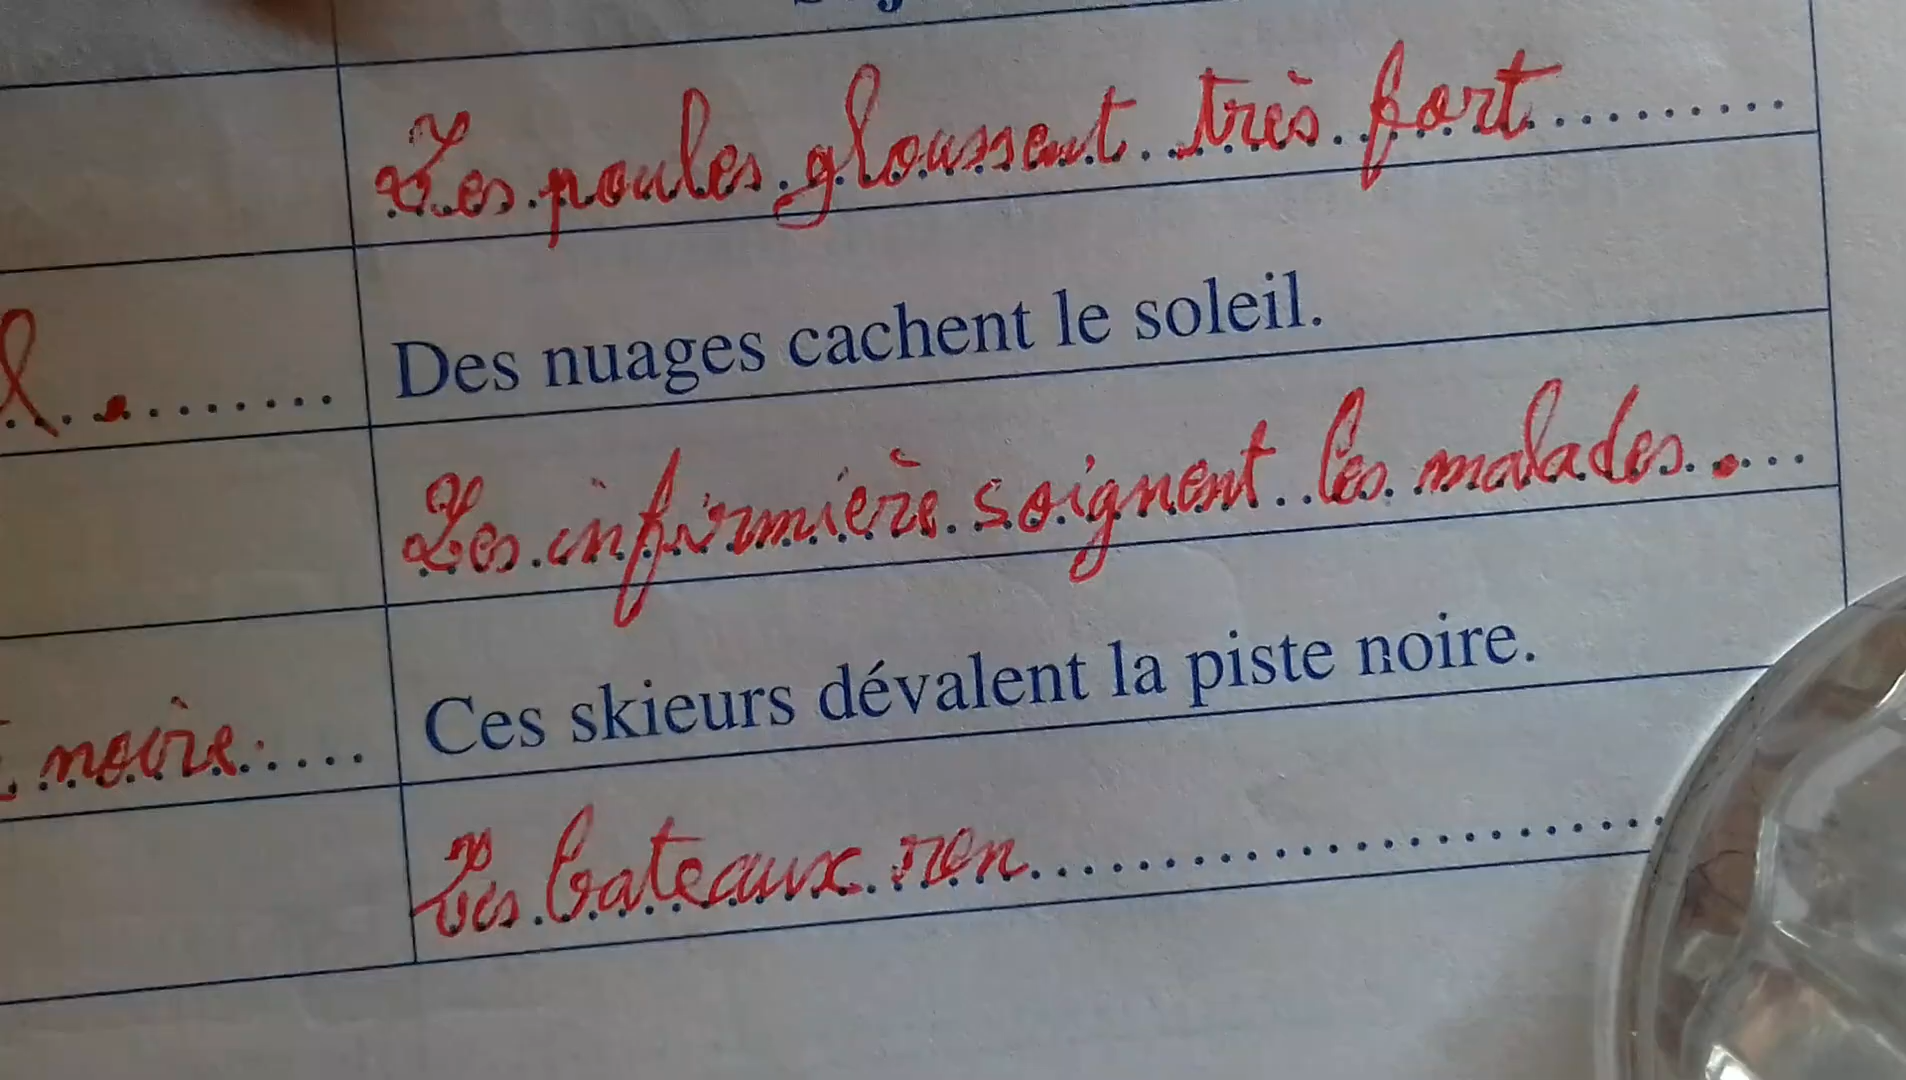 Les poules gloussent très fort
Des nuages cachent le soleil.
Les infirmière soignent les malades.
noire. Ces skieurs dévalent la piste noire.
bateaux ren